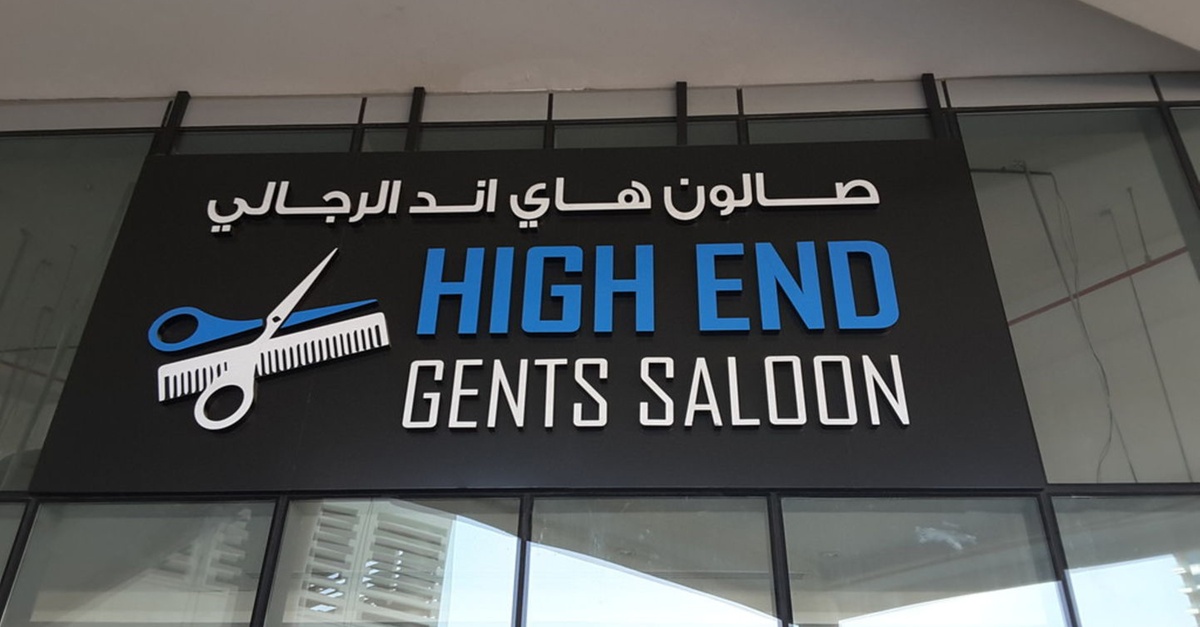 صالون هاي اند الرجالي
HIGH END
GENTS SALOON